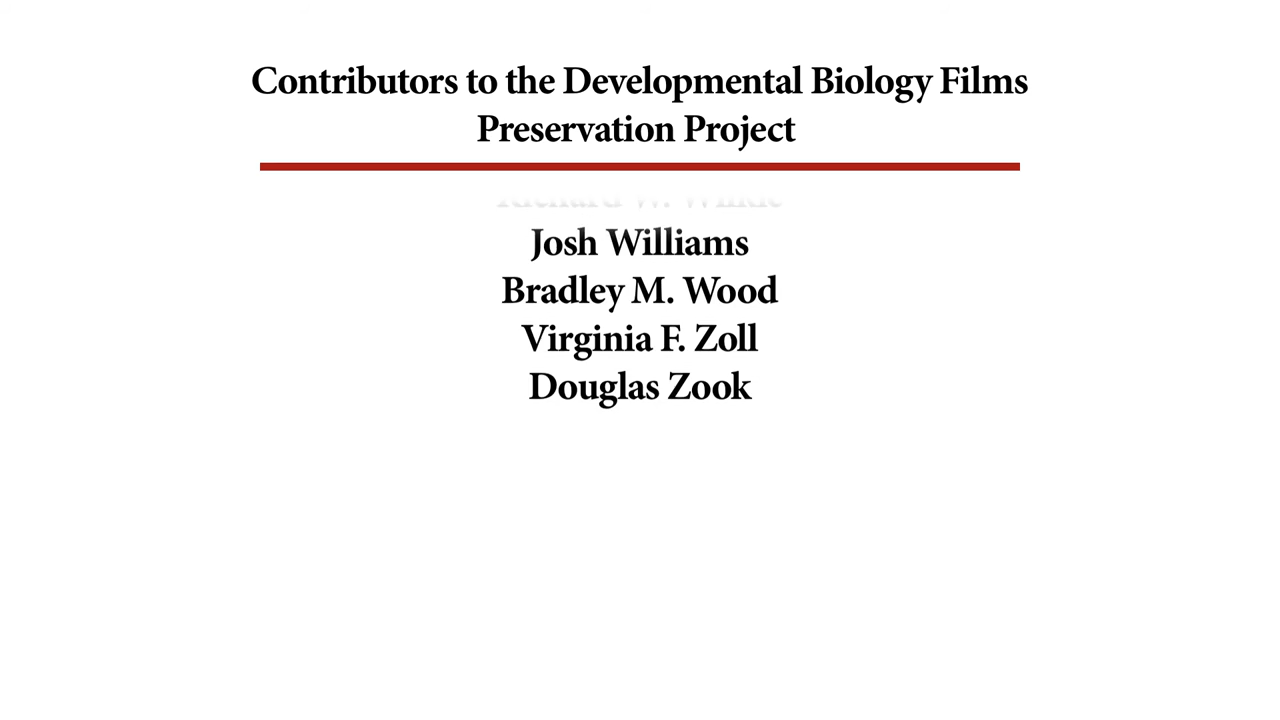 Contributors to the Developmental Biology Films
Preservation Project
Josh Williams
Bradley M. Wood
Virginia F. Zoll
Douglas Zook